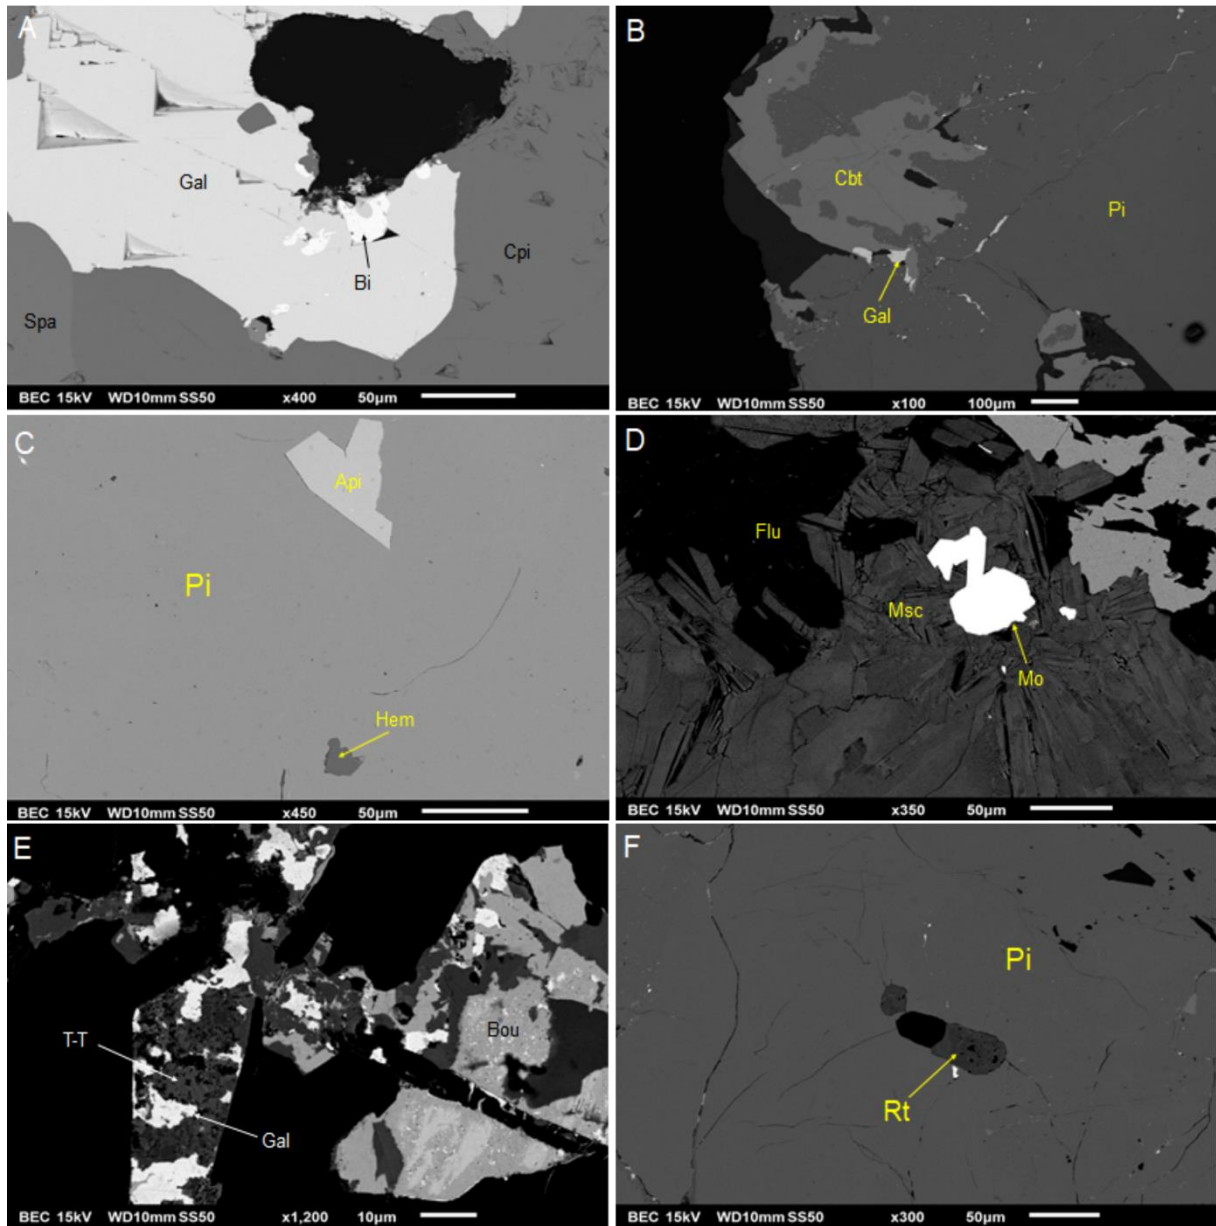 A
Gal
Bi
Cpi
Spa
BEC 15kV WD10mm SS50 x400 50µm
B
Cbt
Pi
Gal
BEC 15kV WD10mm SS50 x100 100µm
C
Api
Pi
Hem
BEC 15kV WD10mm SS50 x450 50µm
D
Flu
Msc
Mo
BEC 15kV WD10mm SS50 x350 50µm
E
T-T
Bou
Gal
BEC 15kV WD10mm SS50 x1,200 10µm
F
Pi
Rt
BEC 15kV WD10mm SS50 x300 50µm